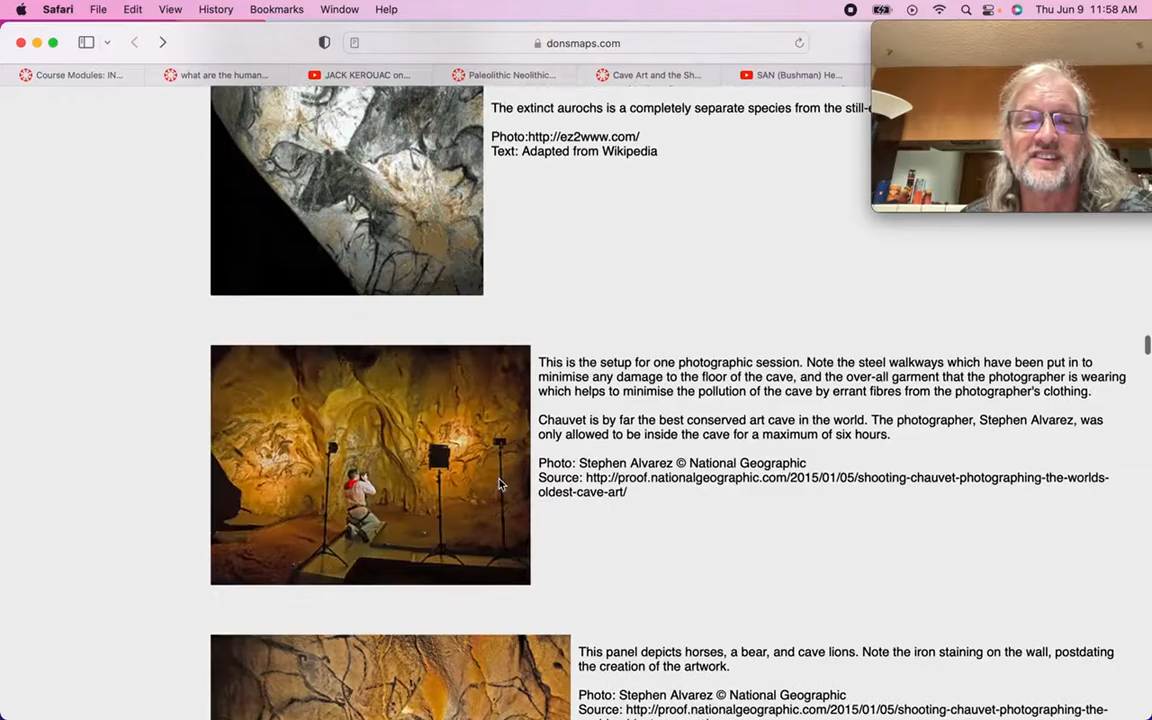 Safari File Edit View History Bookmarks Window Help Thu Jun 9 11:58 AM
donsmaps.com
Course Modules: IN... what are the human... JACK KEROUAC on... Paleolithic Neolithic... Cave Art and the Sh... SAN (Bushman) He...
The extinct aurochs is a completely separate species from the still-
Photo:http://ez2www.com/
Text: Adapted from Wikipedia
This is the setup for one photographic session. Note the steel walkways which have been put in to
minimise any damage to the floor of the cave, and the over-all garment that the photographer is wearing
which helps to minimise the pollution of the cave by errant fibres from the photographer's clothing.
Chauvet is by far the best conserved art cave in the world. The photographer, Stephen Alvarez, was
only allowed to be inside the cave for a maximum of six hours.
Photo: Stephen Alvarez © National Geographic
Source: http://proof.nationalgeographic.com/2015/01/05/shooting-chauvet-photographing-the-worlds-
oldest-cave-art/
This panel depicts horses, a bear, and cave lions. Note the iron staining on the wall, postdating
the creation of the artwork.
Photo: Stephen Alvarez © National Geographic
Source: http://proof.nationalgeographic.com/2015/01/05/shooting-chauvet-photographing-the-